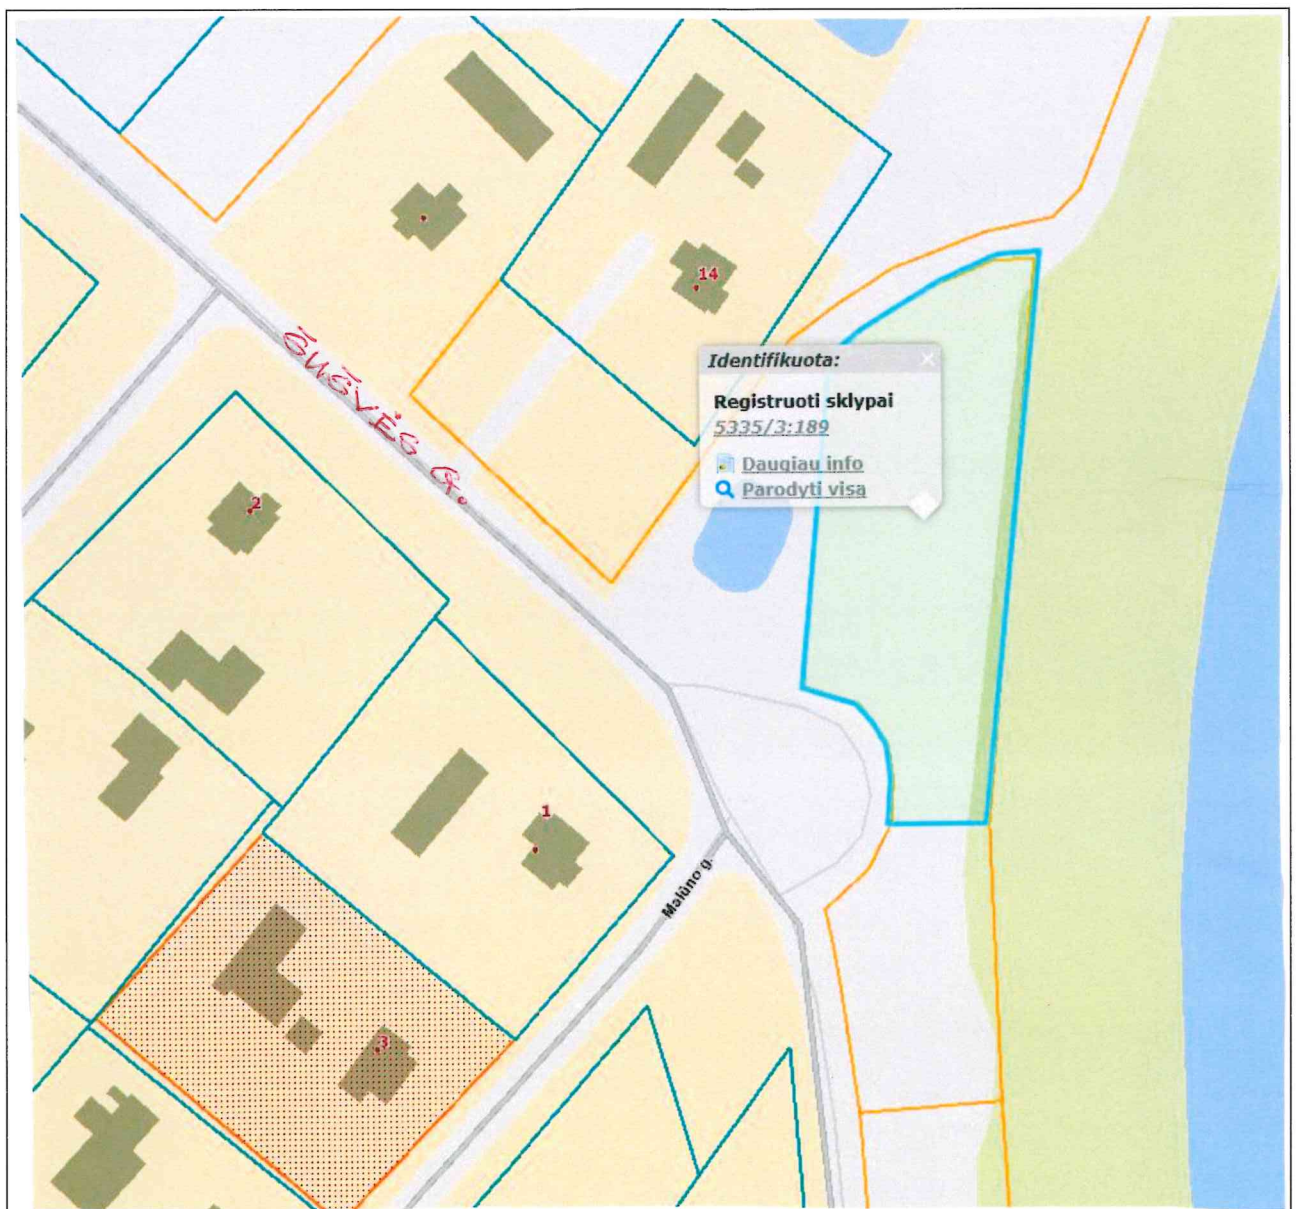 14
Identifikuota:
Registruoti sklypai
5335/3:189
Daugiau info
Parodyti visą
ŠUŠVĖS G.
2
1
Malūno g.
3